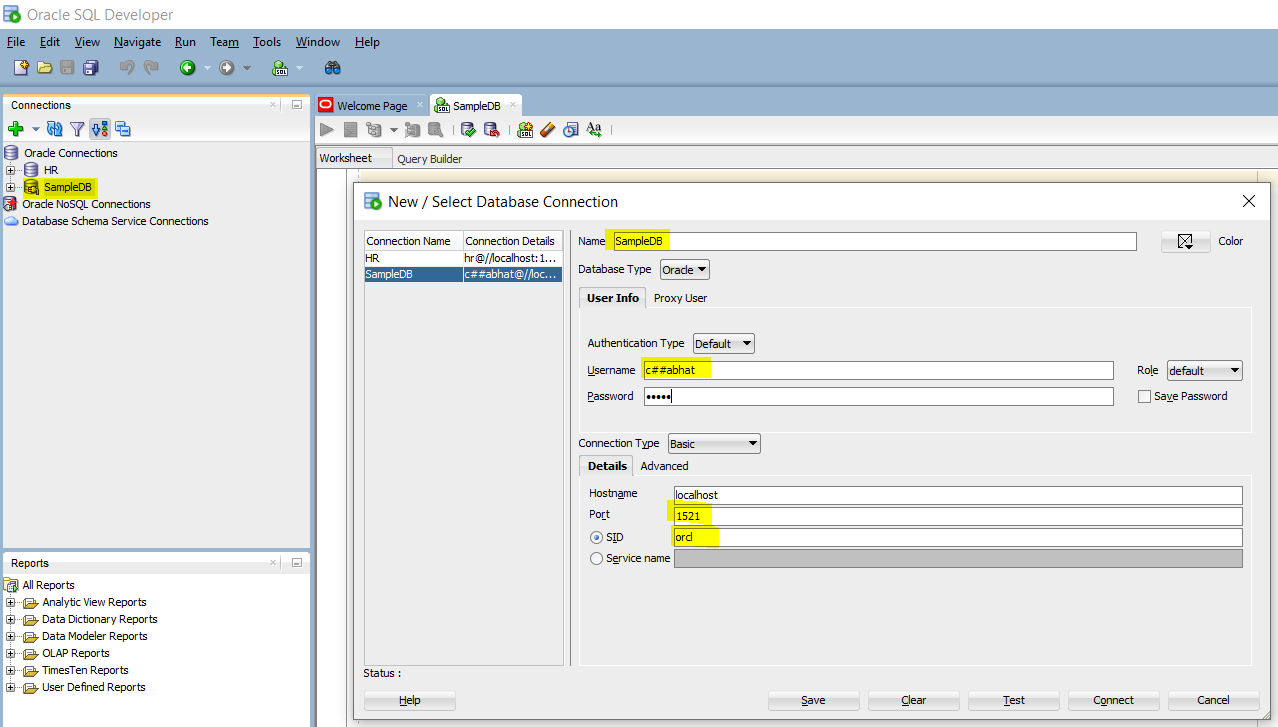 Oracle SQL Developer
File Edit View Navigate Run Team Tools Window Help
Connections
Oracle Connections
HR
SampleDB
Oracle NoSQL Connections
Database Schema Service Connections
Reports
All Reports
Analytic View Reports
Data Dictionary Reports
Data Modeler Reports
OLAP Reports
TimesTen Reports
User Defined Reports
Welcome Page SampleDB
Worksheet Query Builder
New / Select Database Connection
Connection Name Connection Details
HR hr@//localhost:1...
SampleDB c##abhat@//loc...
Name SampleDB Color
Database Type Oracle
User Info Proxy User
Authentication Type Default
Username c##abhat Role default
Password ••••• Save Password
Connection Type Basic
Details Advanced
Hostname localhost
Port 1521
SID orcl
Service name
Status :
Help Save Clear Test Connect Cancel